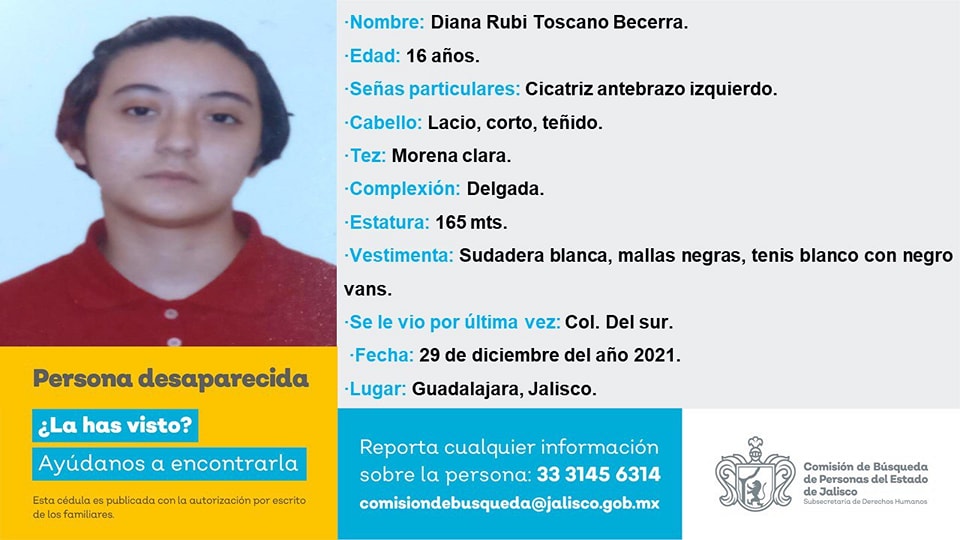 ·Nombre: Diana Rubi Toscano Becerra.
·Edad: 16 años.
·Señas particulares: Cicatriz antebrazo izquierdo.
·Cabello: Lacio, corto, teñido.
·Tez: Morena clara.
·Complexión: Delgada.
·Estatura: 165 mts.
·Vestimenta: Sudadera blanca, mallas negras, tenis blanco con negro
vans.
·Se le vio por última vez: Col. Del sur.
·Fecha: 29 de diciembre del año 2021.
·Lugar: Guadalajara, Jalisco.
Persona desaparecida
¿La has visto?
Ayúdanos a encontrarla
Esta cédula es publicada con la autorización por escrito
de los familiares.
Reporta cualquier información
sobre la persona: 33 3145 6314
comisiondebusqueda@jalisco.gob.mx
Comisión de Búsqueda
de Personas del Estado
de Jalisco
Subsecretaría de Derechos Humanos